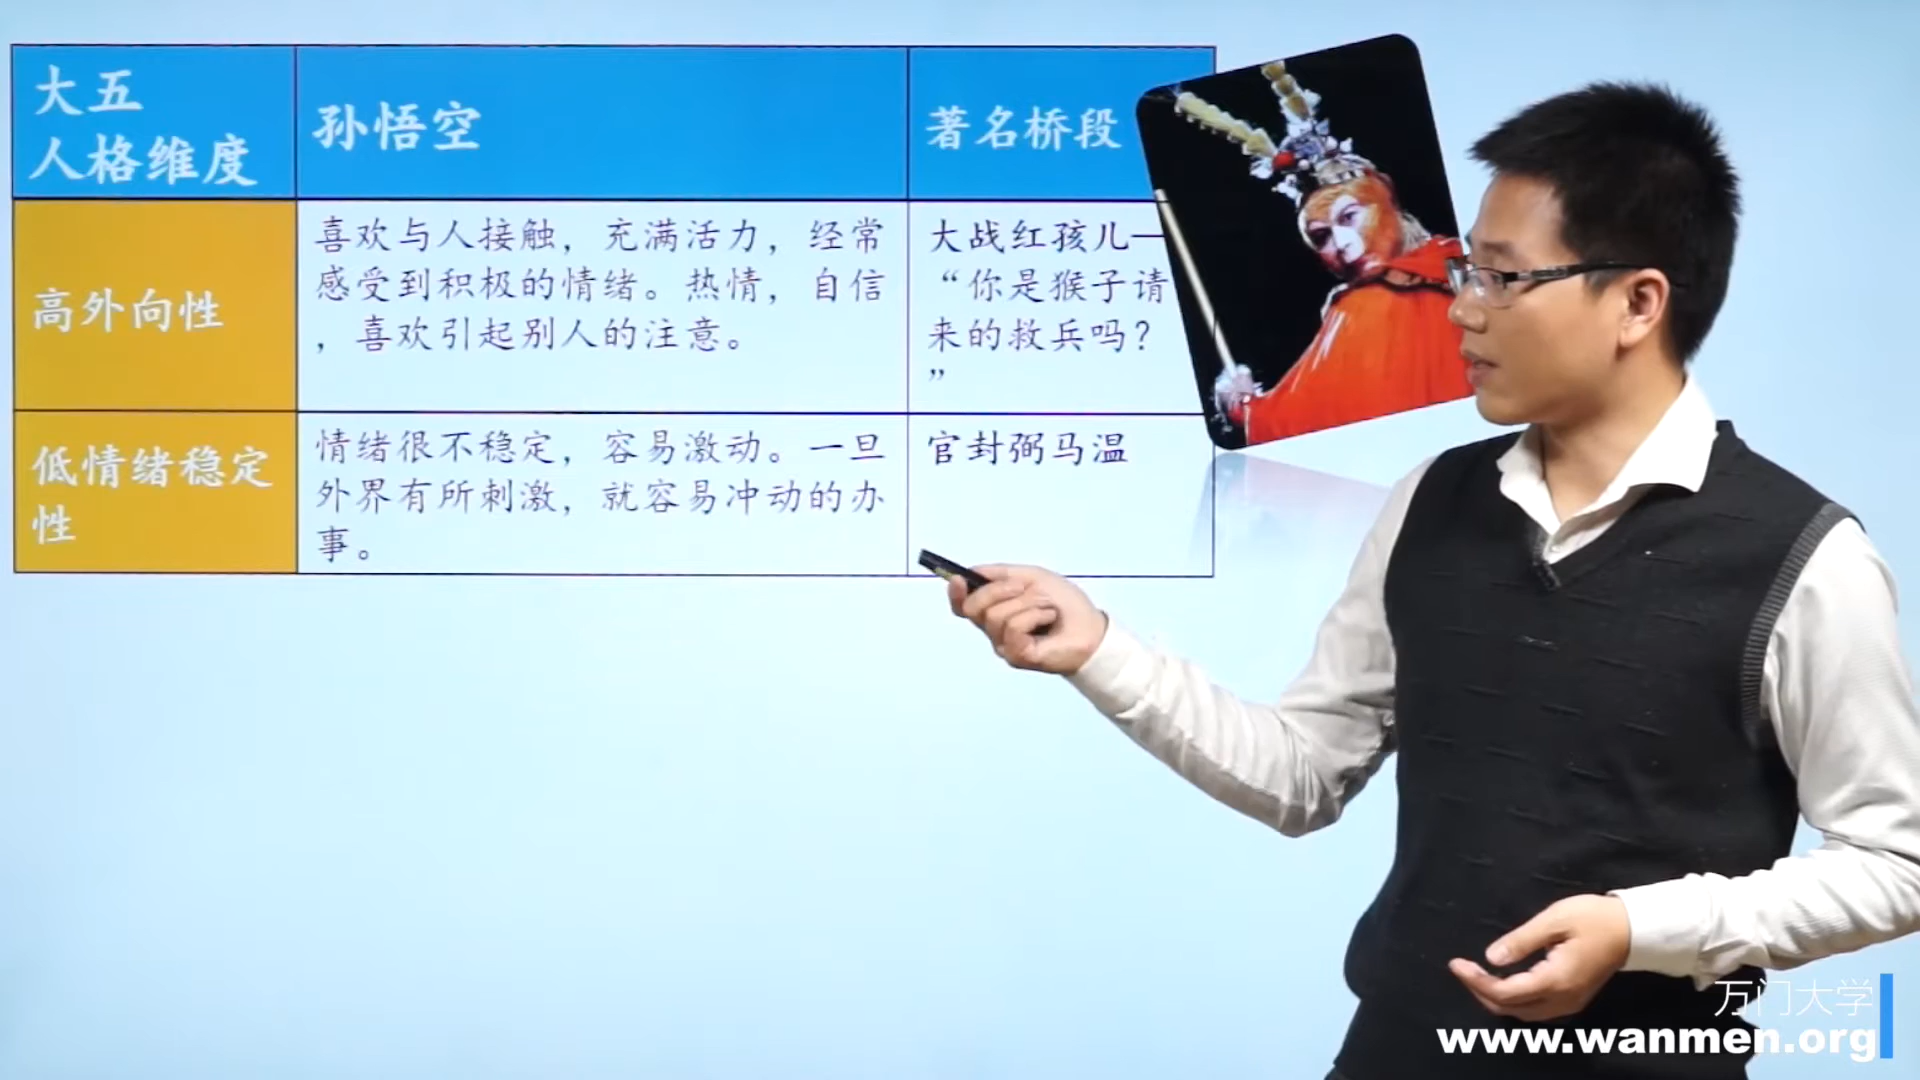 大五
人格维度
孙悟空
著名桥段
高外向性
喜欢与人接触，充满活力，经常
感受到积极的情绪。热情，自信
，喜欢引起别人的注意。
大战红孩儿—
“你是猴子请
来的救兵吗？
”
低情绪稳定
性
情绪很不稳定，容易激动。一旦
外界有所刺激，就容易冲动的办
事。
官封弼马温
万门大学
www.wanmen.org